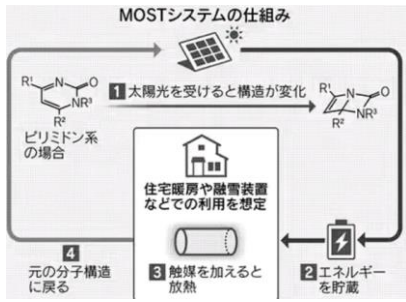 MOSTシステムの仕組み
R¹
N
O
NR³
R²
ピリミドン系
の場合
1 太陽光を受けると構造が変化
R¹
N
O
NR³
R²
住宅暖房や融雪装置
などでの利用を想定
4
元の分子構造
に戻る
3 触媒を加えると
放熱
2 エネルギー
を貯蔵